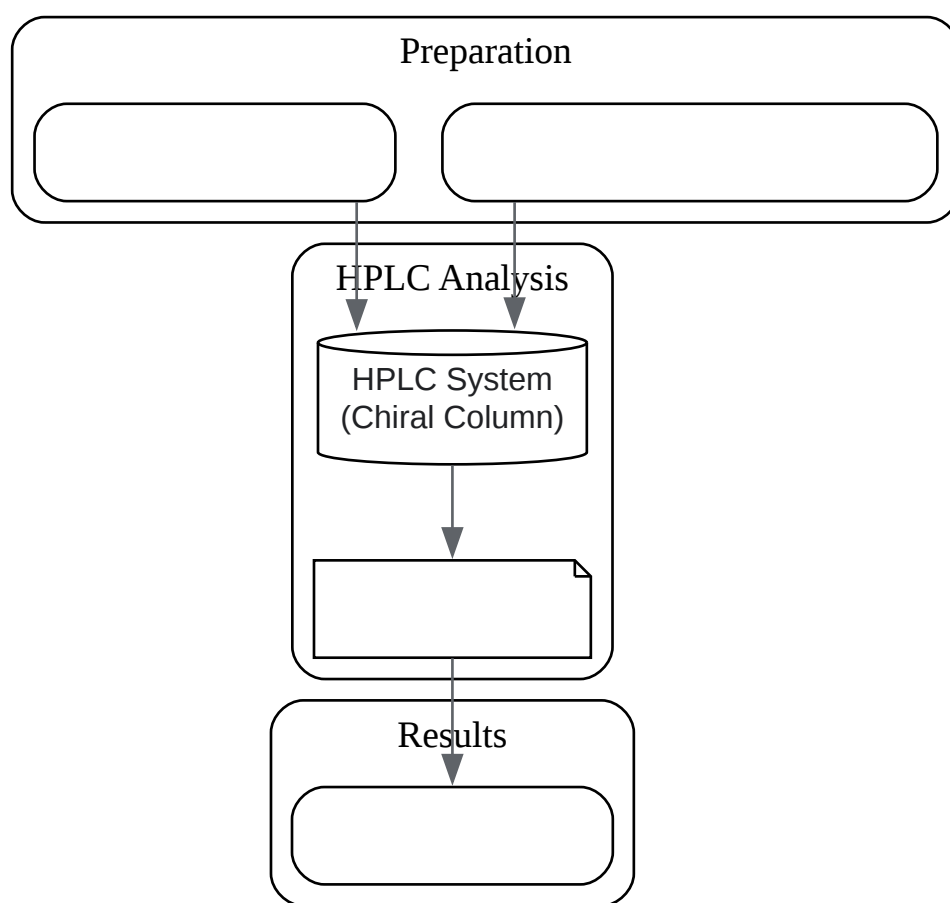 Preparation
HPLC Analysis
HPLC System
(Chiral Column)
Results